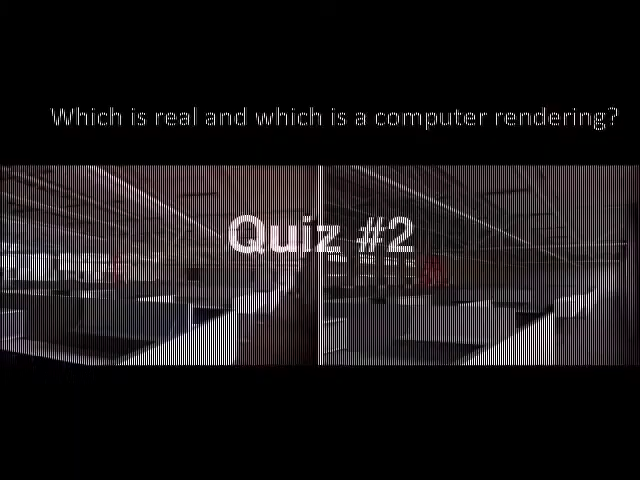 Which is real and which is a computer rendering?
Quiz #2